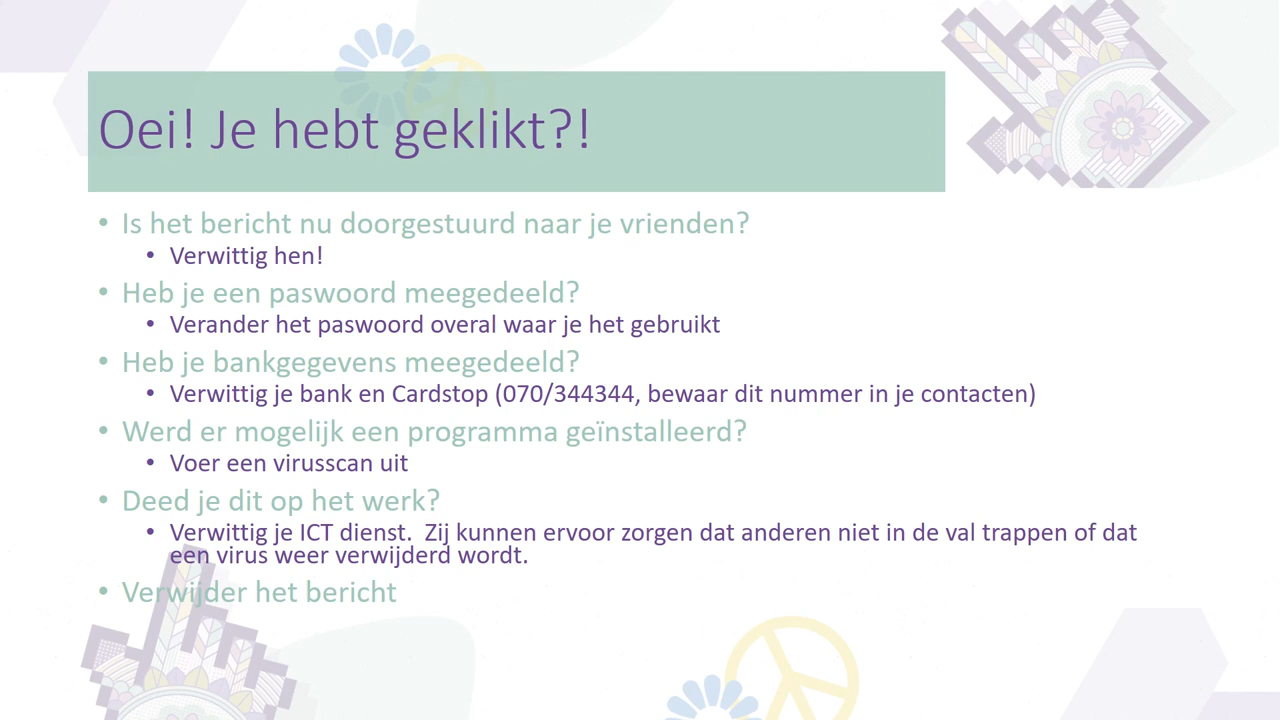 Oei! Je hebt geklikt?!
• Is het bericht nu doorgestuurd naar je vrienden?
• Verwittig hen!
• Heb je een paswoord meegedeeld?
• Verander het paswoord overal waar je het gebruikt
• Heb je bankgegevens meegedeeld?
• Verwittig je bank en Cardstop (070/344344, bewaar dit nummer in je contacten)
• Werd er mogelijk een programma geïnstalleerd?
• Voer een virusscan uit
• Deed je dit op het werk?
• Verwittig je ICT dienst.  Zij kunnen ervoor zorgen dat anderen niet in de val trappen of dat
een virus weer verwijderd wordt.
• Verwijder het bericht